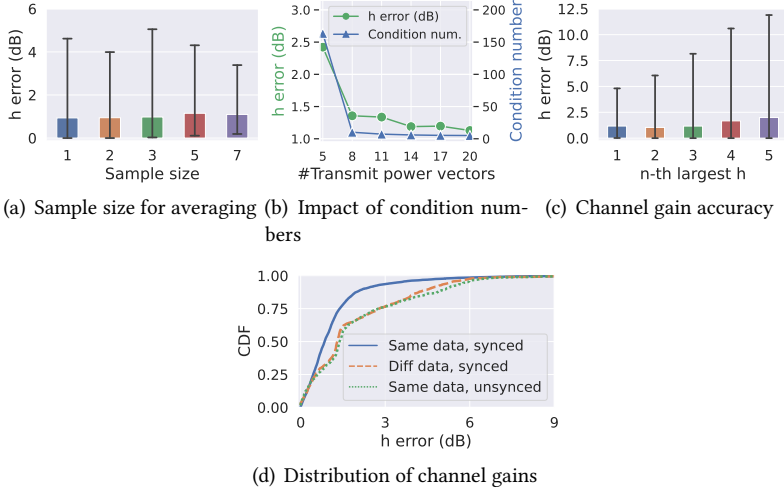 6
4
2
0
h error (dB)
1 2 3 5 7
Sample size
3.0
2.5
2.0
1.5
1.0
h error (dB)
h error (dB)
Condition num.
200
150
100
50
0
Condition number
5 8 11 14 17 20
#Transmit power vectors
12.5
10.0
7.5
5.0
2.5
0.0
h error (dB)
1 2 3 4 5
n-th largest h
(a) Sample size for averaging
(b) Impact of condition num-
bers
(c) Channel gain accuracy
1.00
0.75
0.50
0.25
0.00
CDF
Same data, synced
Diff data, synced
Same data, unsynced
0 3 6 9
h error (dB)
(d) Distribution of channel gains